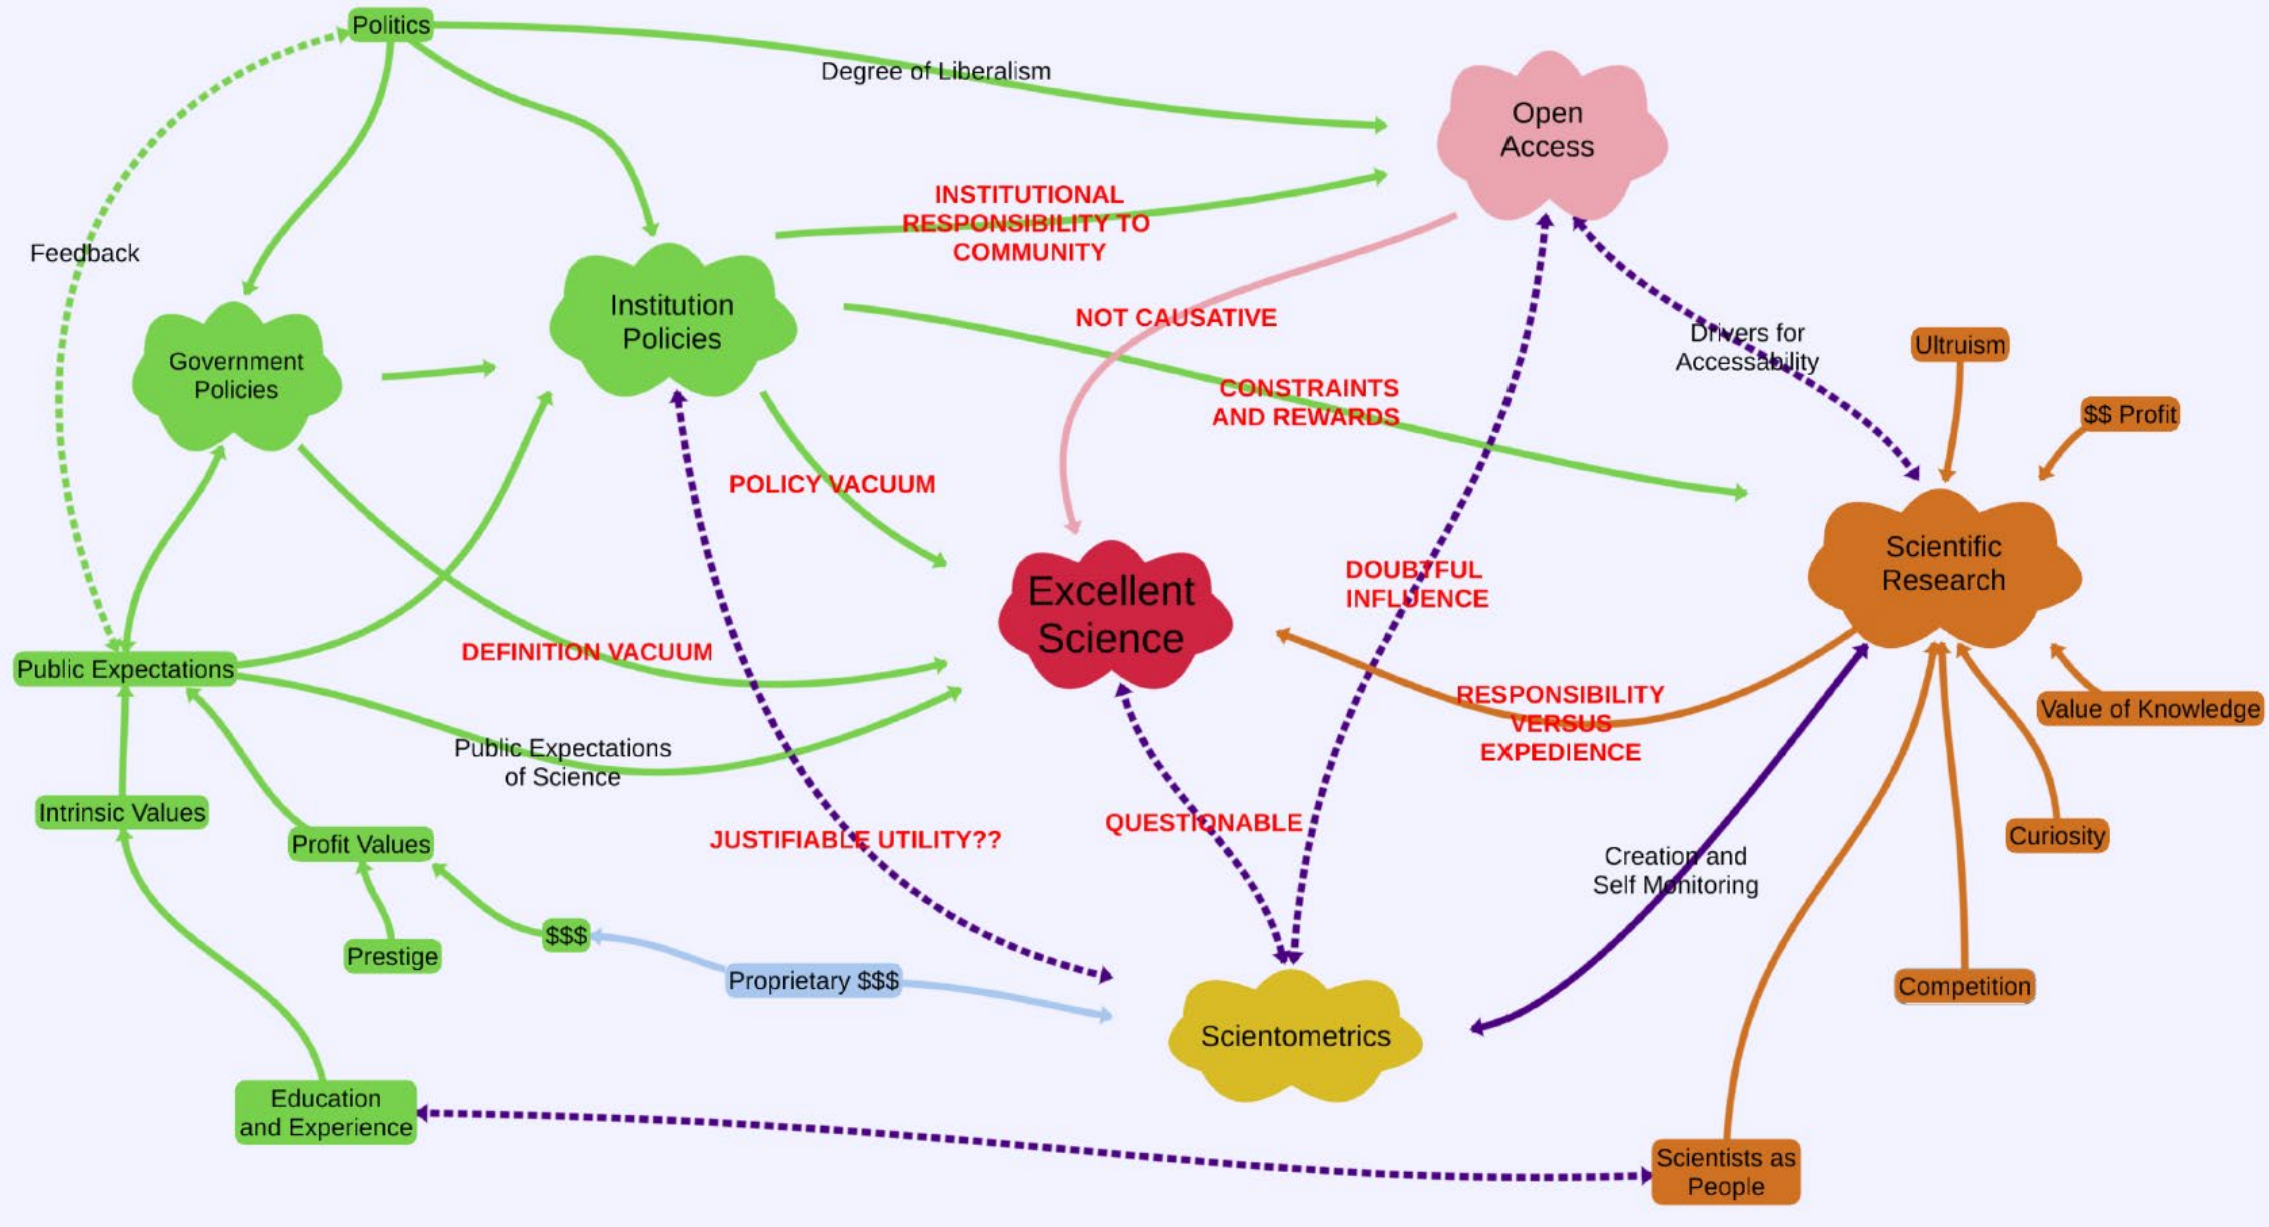 Politics
Degree of Liberalism
Open
Access
INSTITUTIONAL
RESPONSIBILITY TO
COMMUNITY
Feedback
Institution
Policies
NOT CAUSATIVE
Drivers for
Accessability
Ultruism
Government
Policies
CONSTRAINTS
AND REWARDS
$$ Profit
POLICY VACUUM
Scientific
Research
Excellent
Science
DOUBTFUL
INFLUENCE
DEFINITION VACUUM
Public Expectations
RESPONSIBILITY
VERSUS
EXPEDIENCE
Value of Knowledge
Public Expectations
of Science
Intrinsic Values
Profit Values
JUSTIFIABLE UTILITY??
QUESTIONABLE
Curiosity
Creation and
Self Monitoring
$$$
Prestige
Proprietary $$$
Competition
Scientometrics
Education
and Experience
Scientists as
People